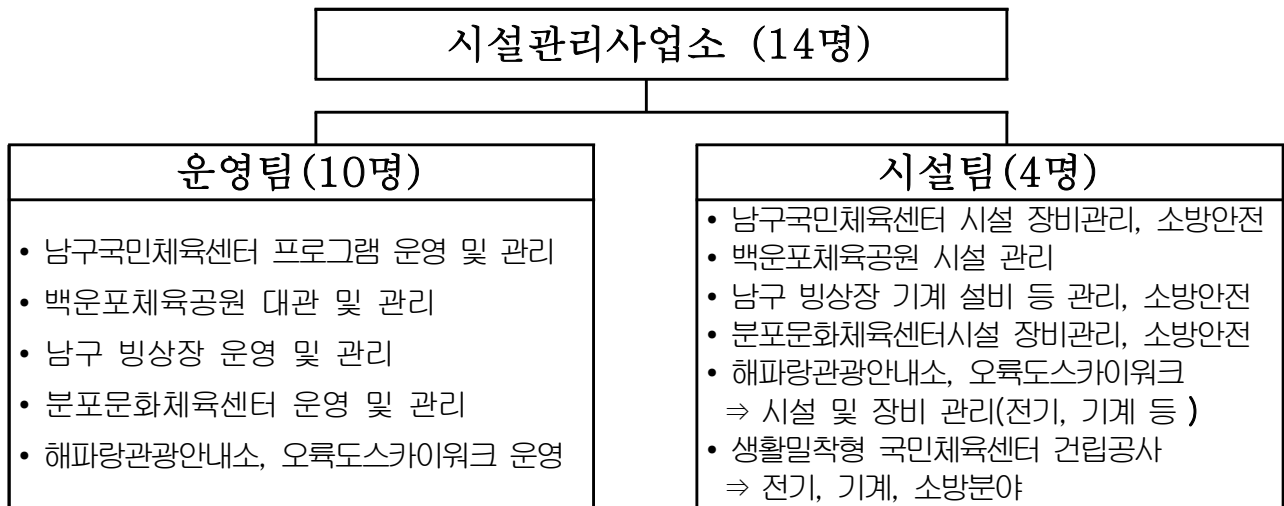 시설관리사업소 (14명)
운영팀(10명)
• 남구국민체육센터 프로그램 운영 및 관리
• 백운포체육공원 대관 및 관리
• 남구 빙상장 운영 및 관리
• 분포문화체육센터 운영 및 관리
• 해파랑관광안내소, 오륙도스카이워크 운영
시설팀(4명)
• 남구국민체육센터 시설 장비관리, 소방안전
• 백운포체육공원 시설 관리
• 남구 빙상장 기계 설비 등 관리, 소방안전
• 분포문화체육센터시설 장비관리, 소방안전
• 해파랑관광안내소, 오륙도스카이워크
⇒ 시설 및 장비 관리(전기, 기계 등 )
• 생활밀착형 국민체육센터 건립공사
⇒ 전기, 기계, 소방분야